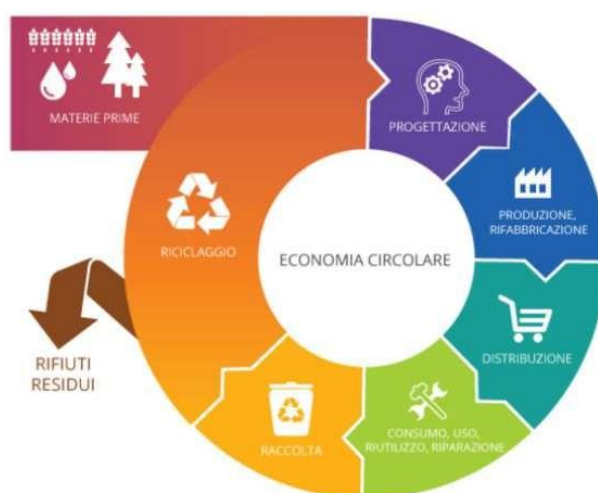 MATERIE PRIME
PROGETTAZIONE
PRODUZIONE,
RIFABBRICAZIONE
RICICLAGGIO
ECONOMIA CIRCOLARE
DISTRIBUZIONE
RIFIUTI
RESIDUI
CONSUMO, USO,
RIUTILIZZO, RIPARAZIONE
RACCOLTA